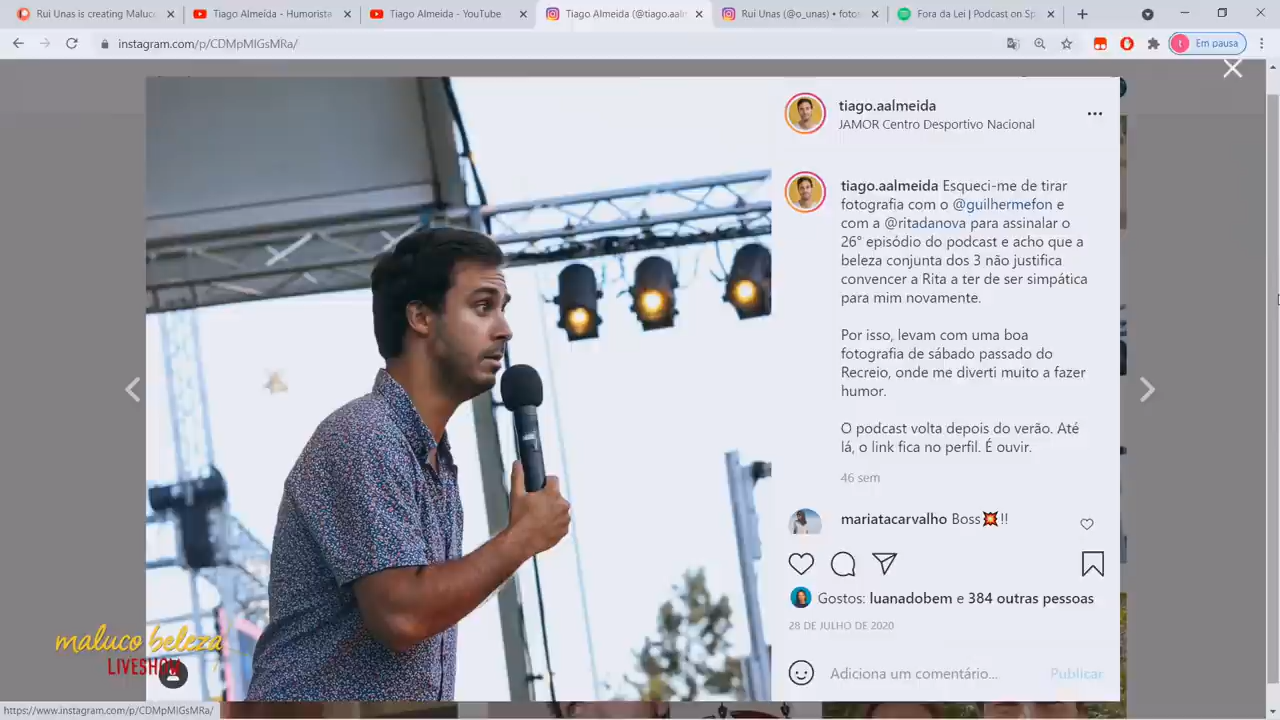 Rui Unas is creating Maluco
Tiago Almeida - Humorista
Tiago Almeida - YouTube
Tiago Almeida (@tiago.aalm
Rui Unas (@o_unas) • fotos
Fora da Lei | Podcast on Sp
instagram.com/p/CDMpMIGsMRa/
t
Em pausa
tiago.aalmeida
JAMOR Centro Desportivo Nacional
tiago.aalmeida Esqueci-me de tirar
fotografia com o @guilhermefon e
com a @ritadanova para assinalar o
26° episódio do podcast e acho que a
beleza conjunta dos 3 não justifica
convencer a Rita a ter de ser simpática
para mim novamente.
Por isso, levam com uma boa
fotografia de sábado passado do
Recreio, onde me diverti muito a fazer
humor.
O podcast volta depois do verão. Até
lá, o link fica no perfil. É ouvir.
46 sem
mariatacarvalho Boss💥!!
Gostos: luanadobem e 384 outras pessoas
28 DE JULHO DE 2020
Adiciona um comentário...
Publicar
maluco beleza
LIVESHOW
https://www.instagram.com/p/CDMpMIGsMRa/